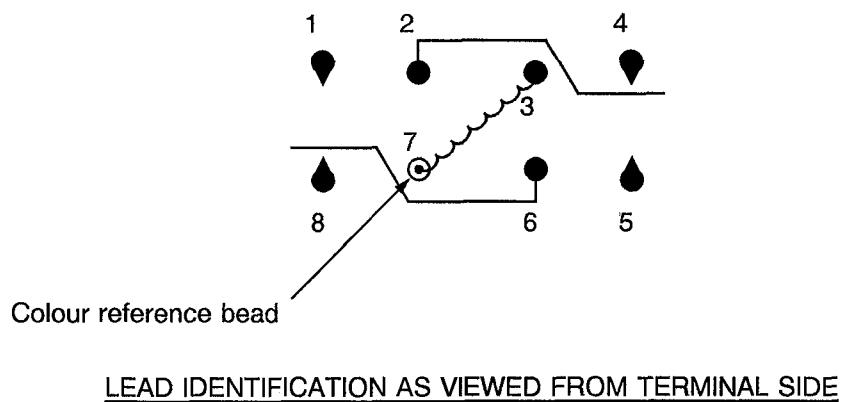 1 2 4
3
7
8 6 5
Colour reference bead
LEAD IDENTIFICATION AS VIEWED FROM TERMINAL SIDE